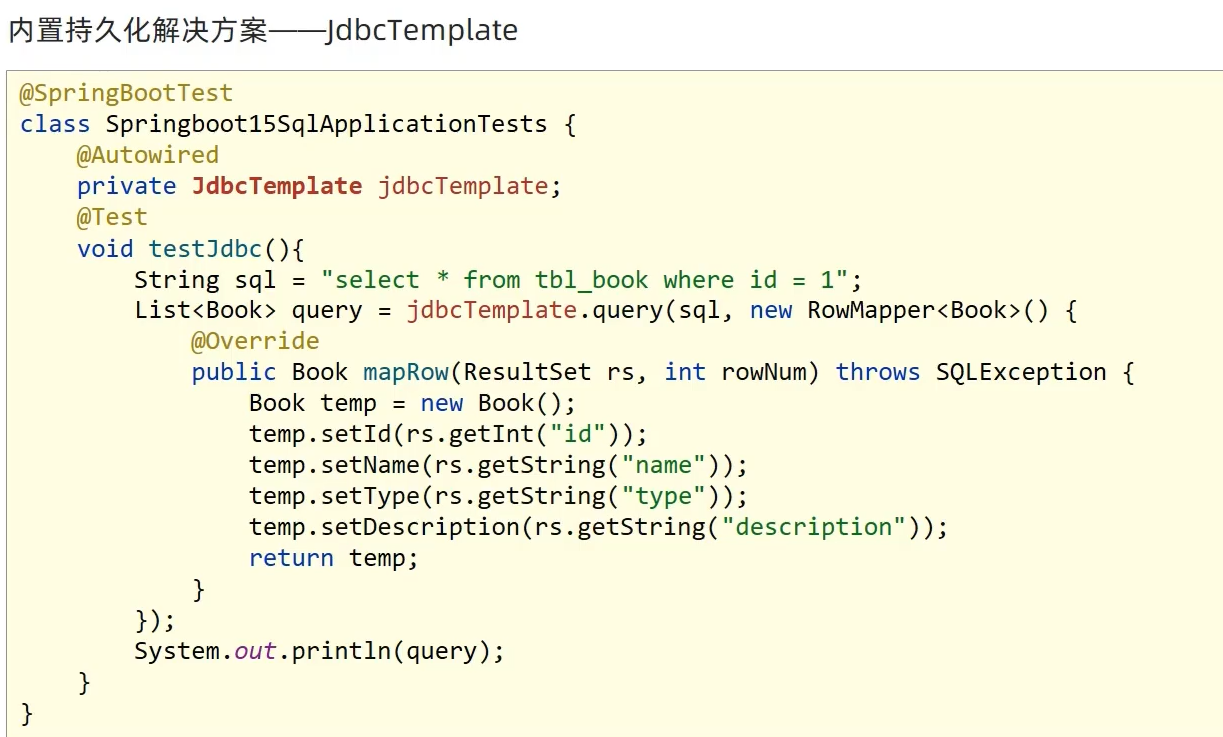 内置持久化解决方案——JdbcTemplate
@SpringBootTest
class Springboot15SqlApplicationTests {
    @Autowired
    private JdbcTemplate jdbcTemplate;
    @Test
    void testJdbc(){
        String sql = "select * from tbl_book where id = 1";
        List<Book> query = jdbcTemplate.query(sql, new RowMapper<Book>() {
            @Override
            public Book mapRow(ResultSet rs, int rowNum) throws SQLException {
                Book temp = new Book();
                temp.setId(rs.getInt("id"));
                temp.setName(rs.getString("name"));
                temp.setType(rs.getString("type"));
                temp.setDescription(rs.getString("description"));
                return temp;
            }
        });
        System.out.println(query);
    }
}